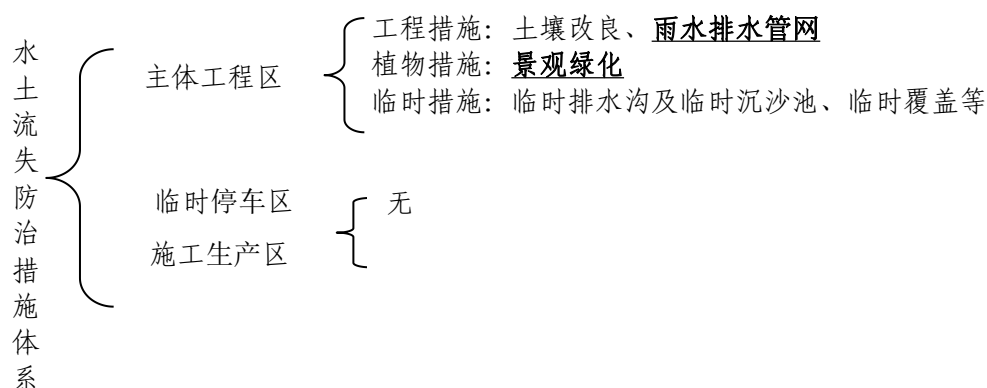 水土流失防治措施体系
主体工程区
工程措施：土壤改良、雨水排水管网
植物措施：景观绿化
临时措施：临时排水沟及临时沉沙池、临时覆盖等
临时停车区
无
施工生产区